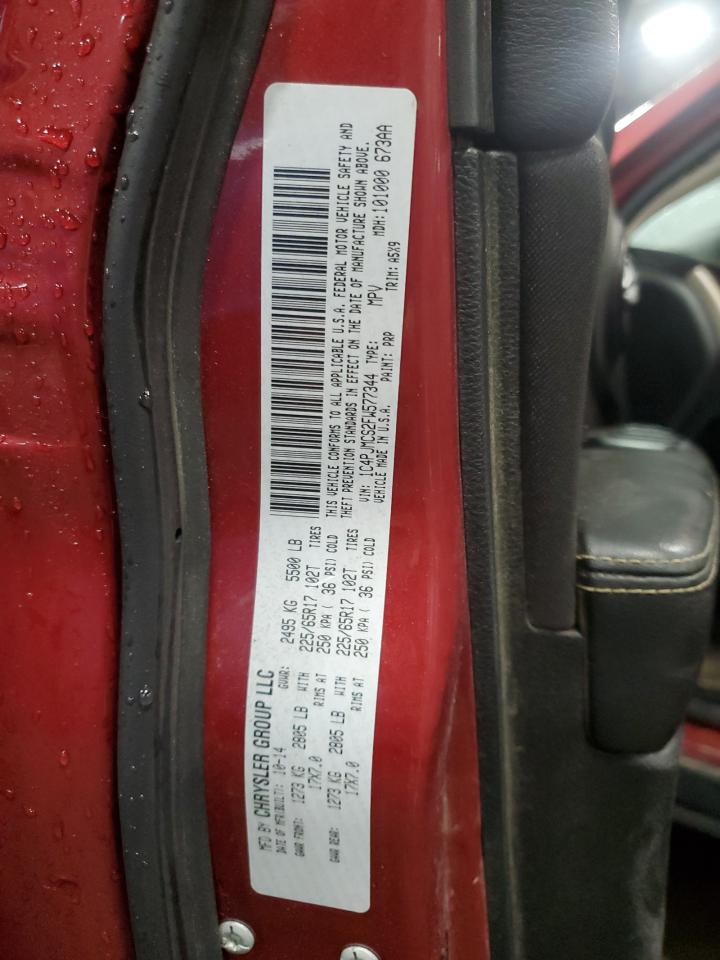 MFD BY CHRYSLER GROUP LLC
DATE OF MFR(BUILT): 10-14 GVWR: 2495 KG 5500 LB
GAWR FRONT: 1273 KG 2805 LB WITH 225/65R17 102T TIRES
17X7.0 RIMS AT 250 KPA ( 36 PSI) COLD
GAWR REAR: 1273 KG 2805 LB WITH 225/65R17 102T TIRES
17X7.0 RIMS AT 250 KPA ( 36 PSI) COLD
THIS VEHICLE CONFORMS TO ALL APPLICABLE U.S.A. FEDERAL MOTOR VEHICLE SAFETY AND
THEFT PREVENTION STANDARDS IN EFFECT ON THE DATE OF MANUFACTURE SHOWN ABOVE.
VIN: 1C4PJMCS2FW577344 TYPE: MPV MDH:101000 673AA
VEHICLE MADE IN U.S.A. PAINT: PRP TRIM: A5X9